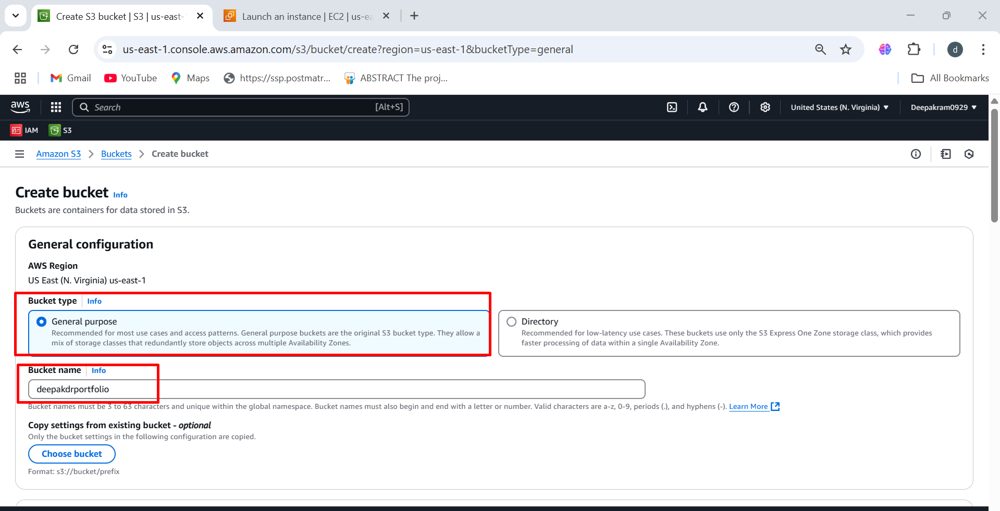 Create S3 bucket | S3 | us-east-
Launch an instance | EC2 | us-ea
us-east-1.console.aws.amazon.com/s3/bucket/create?region=us-east-1&bucketType=general
d
Gmail
YouTube
Maps
https://ssp.postmatr...
ABSTRACT The proj...
All Bookmarks
aws
Search
[Alt+S]
United States (N. Virginia)
Deepakram0929
IAM
S3
Amazon S3
Buckets
Create bucket
Create bucket Info
Buckets are containers for data stored in S3.
General configuration
AWS Region
US East (N. Virginia) us-east-1
Bucket type Info
General purpose
Recommended for most use cases and access patterns. General purpose buckets are the original S3 bucket type. They allow a
mix of storage classes that redundantly store objects across multiple Availability Zones.
Directory
Recommended for low-latency use cases. These buckets use only the S3 Express One Zone storage class, which provides
faster processing of data within a single Availability Zone.
Bucket name Info
deepakdrportfolio
Bucket names must be 3 to 63 characters and unique within the global namespace. Bucket names must also begin and end with a letter or number. Valid characters are a-z, 0-9, periods (.), and hyphens (-). Learn More
Copy settings from existing bucket - optional
Only the bucket settings in the following configuration are copied.
Choose bucket
Format: s3://bucket/prefix